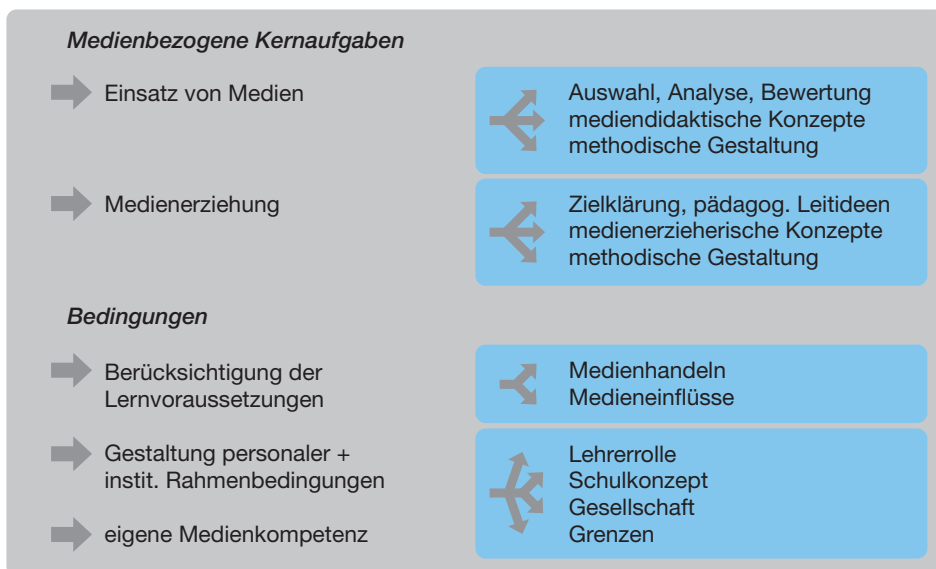 Medienbezogene Kernaufgaben
Einsatz von Medien
Auswahl, Analyse, Bewertung
mediendidaktische Konzepte
methodische Gestaltung
Medienerziehung
Zielklärung, pädagog. Leitideen
medienerzieherische Konzepte
methodische Gestaltung
Bedingungen
Berücksichtigung der
Lernvoraussetzungen
Medienhandeln
Medieneinflüsse
Gestaltung personaler +
instit. Rahmenbedingungen
eigene Medienkompetenz
Lehrerrolle
Schulkonzept
Gesellschaft
Grenzen